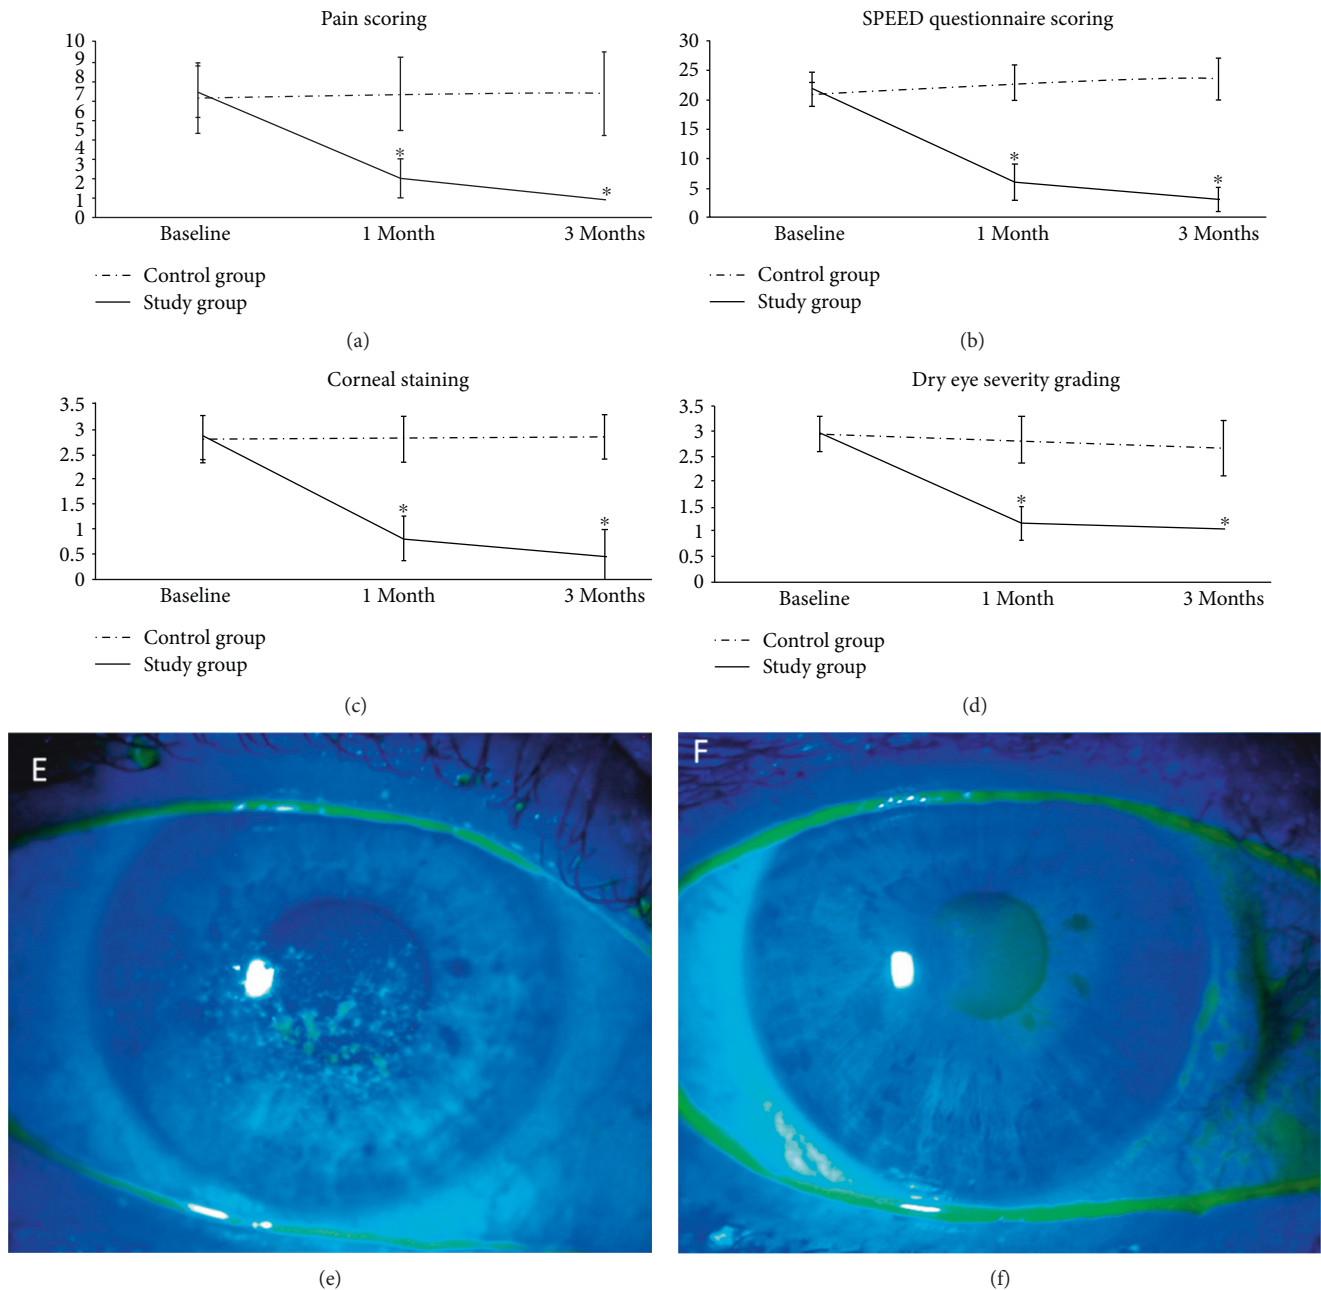 Pain scoring
10
9
8
7
6
5
4
3
2
1
0
*
*
Baseline
1 Month
3 Months
Control group
Study group
(a)
SPEED questionnaire scoring
30
25
20
15
10
5
0
*
*
Baseline
1 Month
3 Months
Control group
Study group
(b)
Corneal staining
3.5
3
2.5
2
1.5
1
0.5
0
*
*
Baseline
1 Month
3 Months
Control group
Study group
(c)
Dry eye severity grading
3.5
3
2.5
2
1.5
1
0.5
0
*
*
Baseline
1 Month
3 Months
Control group
Study group
(d)
E
(e)
F
(f)